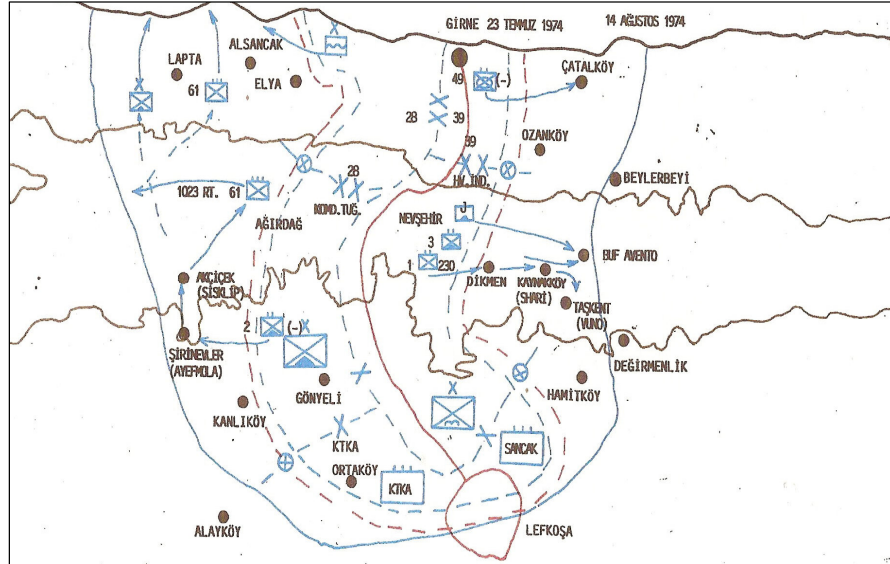 GİRNE 23 TEMMUZ 1974
14 AĞUSTOS 1974
LAPTA
ALSANCAK
ELYA
61
49
(-)
ÇATALKÖY
28
39
39
OZANKÖY
HV.İND.
BEYLERBEYİ
1023 RT. 61
28
KOMD.TUĞ.
AĞIRDAĞ
NEVŞEHİR
J
3
1
230
BUF AVENTO
DİKMEN
KAYNAKKÖY
(SHARİ)
TAŞKENT
(VUNO)
AKÇİÇEK
(SİSKLİP)
2
(-)
ŞİRİNEVLER
(AYERMOLA)
DEĞİRMENLİK
GÖNYELİ
HAMİTKÖY
KANLIKÖY
KTKA
SANCAK
ORTAKÖY
KTKA
ALAYKÖY
LEFKOŞA